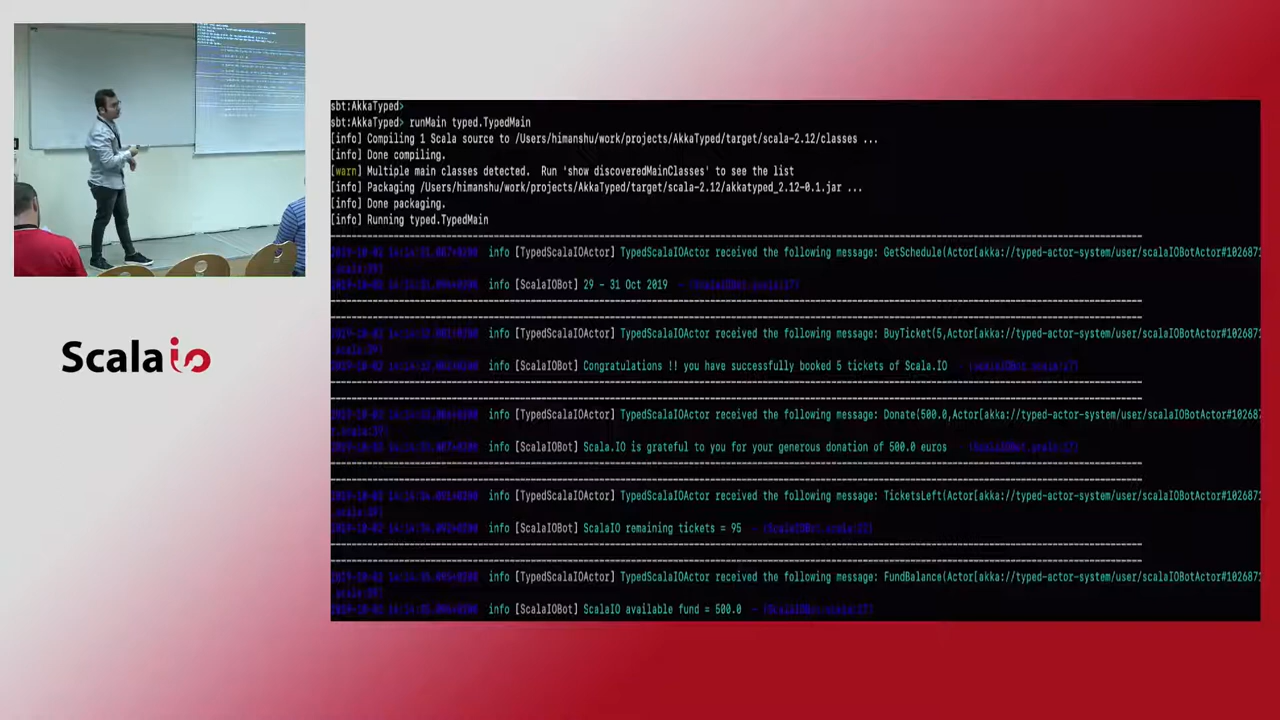 Scala io
sbt:AkkaTyped>
sbt:AkkaTyped> runMain typed.TypedMain
[info] Compiling 1 Scala source to /Users/himanshu/work/projects/AkkaTyped/target/scala-2.12/classes ...
[info] Done compiling.
[warn] Multiple main classes detected.  Run 'show discoveredMainClasses' to see the list
[info] Packaging /Users/himanshu/work/projects/AkkaTyped/target/scala-2.12/akkatyped_2.12-0.1.jar ...
[info] Done packaging.
[info] Running typed.TypedMain
info [TypedScalaIOActor] TypedScalaIOActor received the following message: GetSchedule(Actor[akka://typed-actor-system/user/scalaIOBotActor#102687
info [ScalaIOBot] 29 - 31 Oct 2019
info [TypedScalaIOActor] TypedScalaIOActor received the following message: BuyTicket(5,Actor[akka://typed-actor-system/user/scalaIOBotActor#102687
info [ScalaIOBot] Congratulations !! you have successfully booked 5 tickets of Scala.IO
info [TypedScalaIOActor] TypedScalaIOActor received the following message: Donate(500.0,Actor[akka://typed-actor-system/user/scalaIOBotActor#102687
info [ScalaIOBot] Scala.IO is grateful to you for your generous donation of 500.0 euros
info [TypedScalaIOActor] TypedScalaIOActor received the following message: TicketsLeft(Actor[akka://typed-actor-system/user/scalaIOBotActor#102687
info [ScalaIOBot] ScalaIO remaining tickets = 95
info [TypedScalaIOActor] TypedScalaIOActor received the following message: FundBalance(Actor[akka://typed-actor-system/user/scalaIOBotActor#102687
info [ScalaIOBot] ScalaIO available fund = 500.0